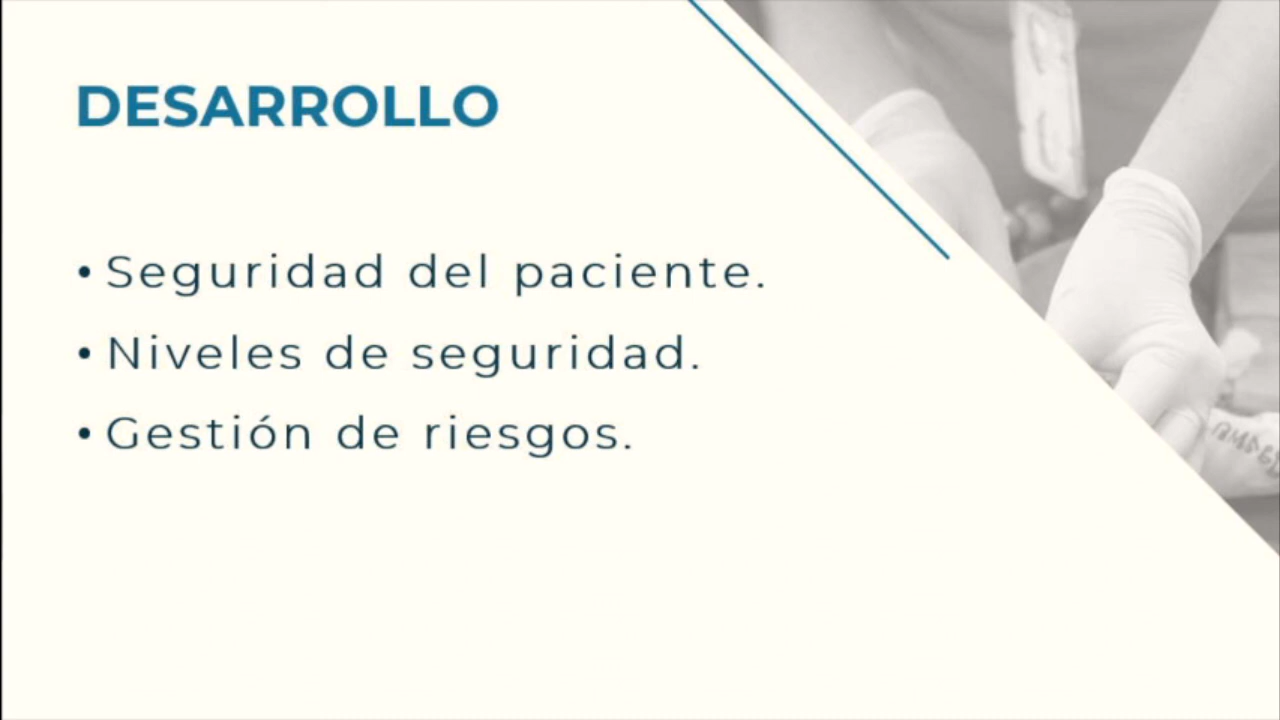 DESARROLLO
• Seguridad del paciente.
• Niveles de seguridad.
• Gestión de riesgos.